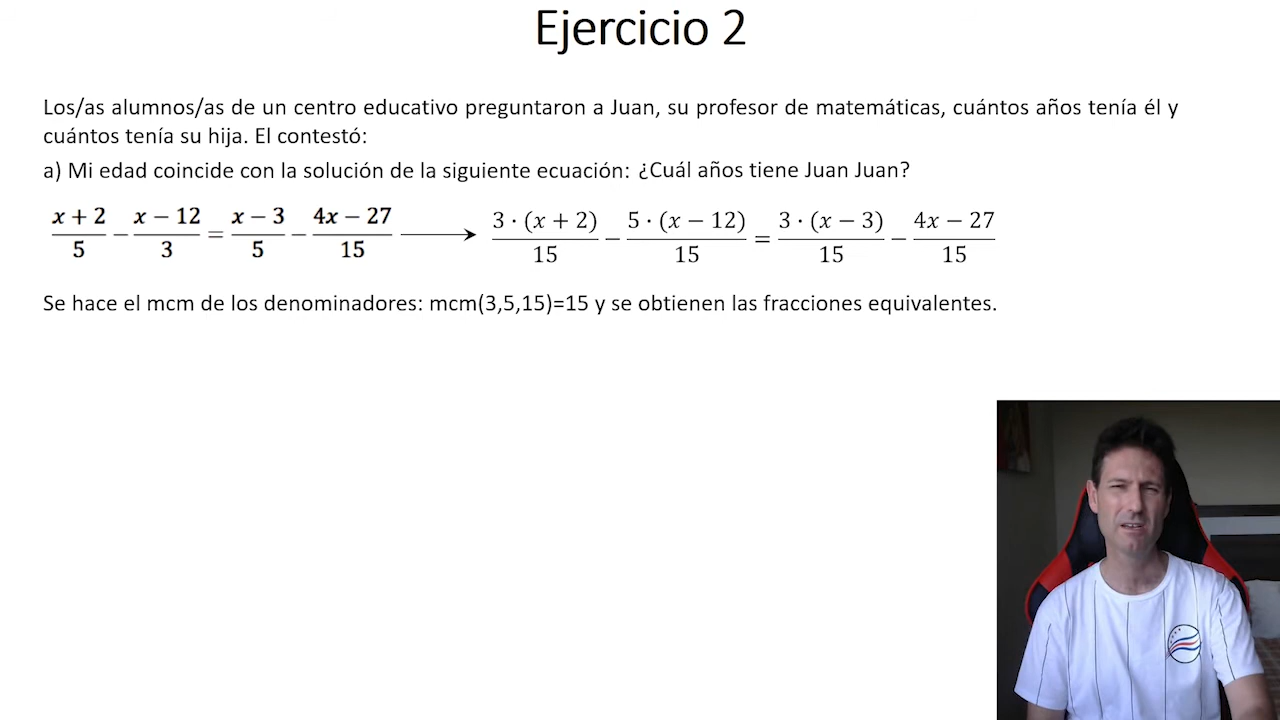 Ejercicio 2
Los/as alumnos/as de un centro educativo preguntaron a Juan, su profesor de matemáticas, cuántos años tenía él y
cuántos tenía su hija. El contestó:
a) Mi edad coincide con la solución de la siguiente ecuación: ¿Cuál años tiene Juan Juan?
(x + 2)/5 − (x − 12)/3 = (x − 3)/5 − (4x − 27)/15 → (3 · (x + 2))/15 − (5 · (x − 12))/15 = (3 · (x − 3))/15 − (4x − 27)/15
Se hace el mcm de los denominadores: mcm(3,5,15)=15 y se obtienen las fracciones equivalentes.